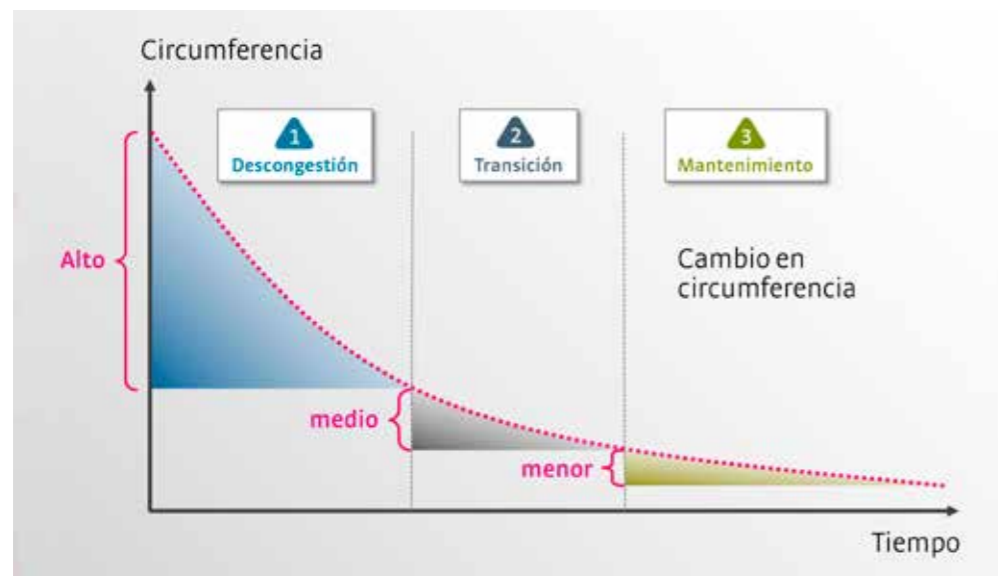 Circumferencia
1
Descongestión
2
Transición
3
Mantenimiento
Alto
Cambio en
circumferencia
medio
menor
Tiempo